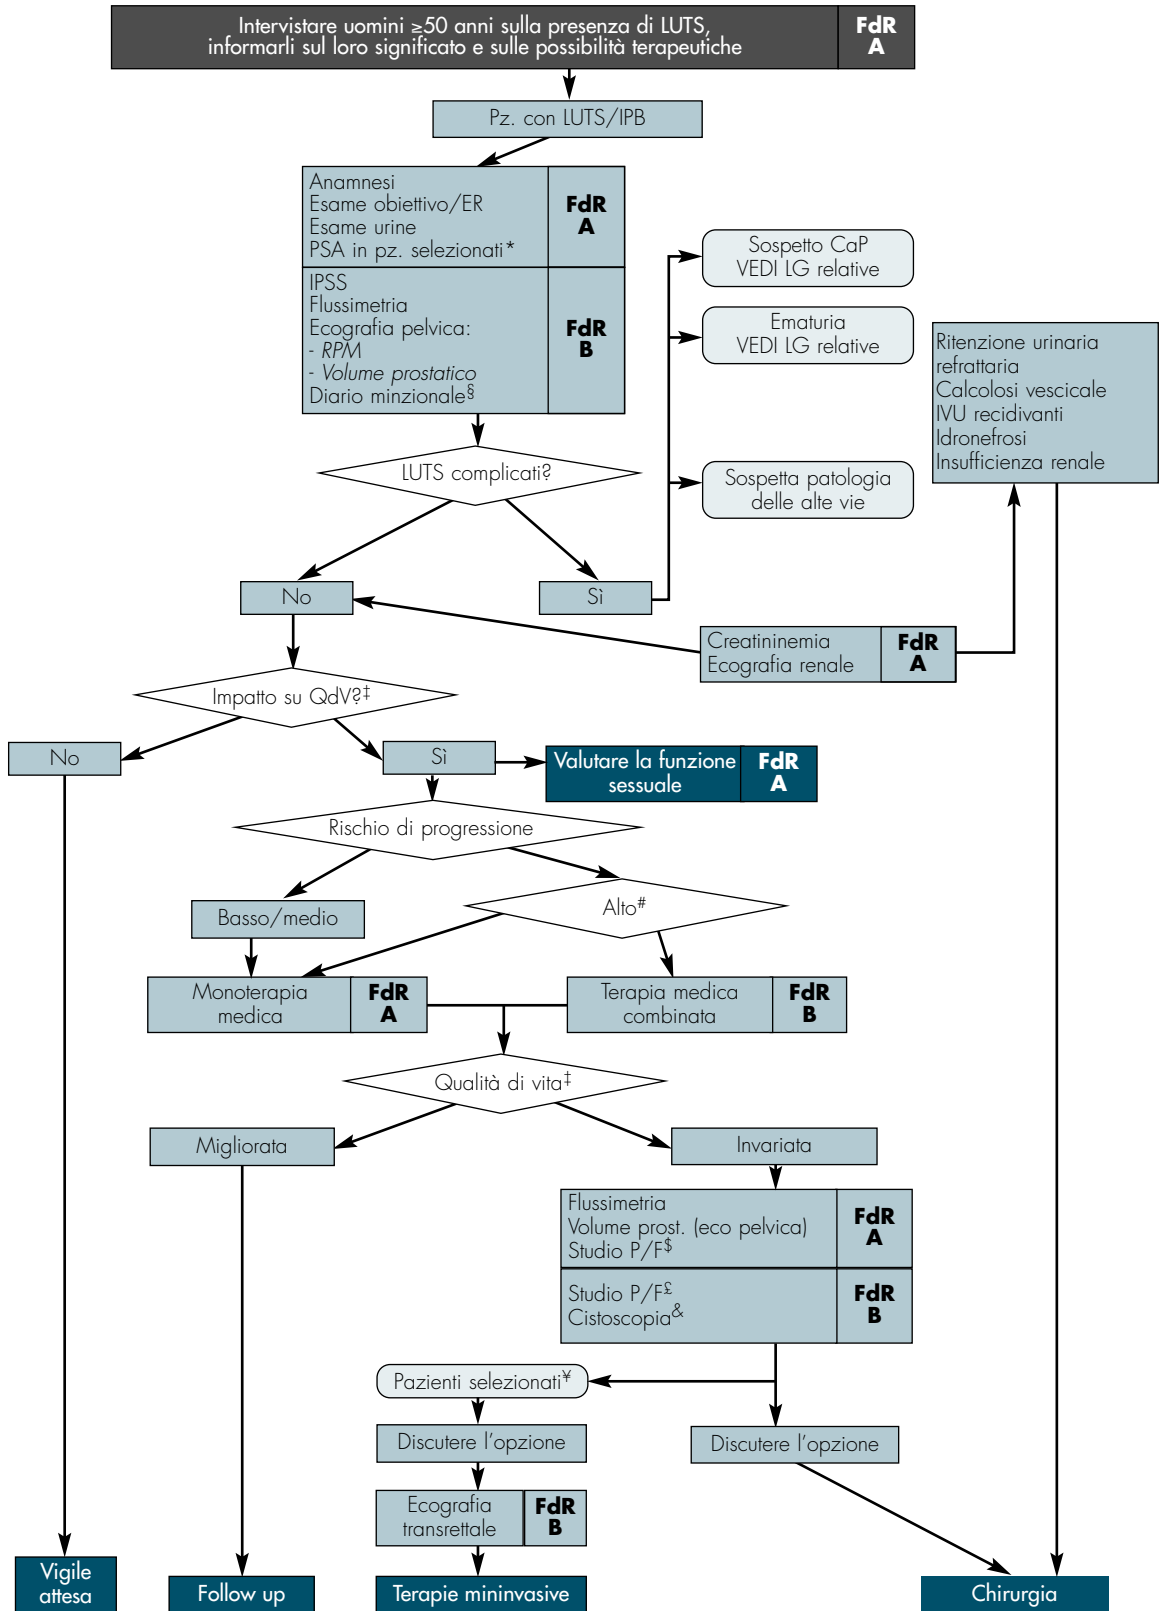 Intervistare uomini ≥50 anni sulla presenza di LUTS,
informarli sul loro significato e sulle possibilità terapeutiche
FdR
A
Pz. con LUTS/IPB
Anamnesi
Esame obiettivo/ER
Esame urine
PSA in pz. selezionati*
FdR
A
IPSS
Flussimetria
Ecografia pelvica:
- RPM
- Volume prostatico
Diario minzionale§
FdR
B
Sospetto CaP
VEDI LG relative
Ematuria
VEDI LG relative
Ritenzione urinaria
refrattaria
Calcolosi vescicale
IVU recidivanti
Idronefrosi
Insufficienza renale
LUTS complicati?
Sospetta patologia
delle alte vie
No
Sì
Creatininemia
Ecografia renale
FdR
A
Impatto su QdV?‡
No
Sì
Valutare la funzione
sessuale
FdR
A
Rischio di progressione
Basso/medio
Alto#
Monoterapia
medica
FdR
A
Terapia medica
combinata
FdR
B
Qualità di vita‡
Migliorata
Invariata
Flussimetria
Volume prost. (eco pelvica)
Studio P/F$
FdR
A
Studio P/F£
Cistoscopia&
FdR
B
Pazienti selezionati¥
Discutere l'opzione
Discutere l'opzione
Ecografia
transrettale
FdR
B
Vigile
attesa
Follow up
Terapie mininvasive
Chirurgia